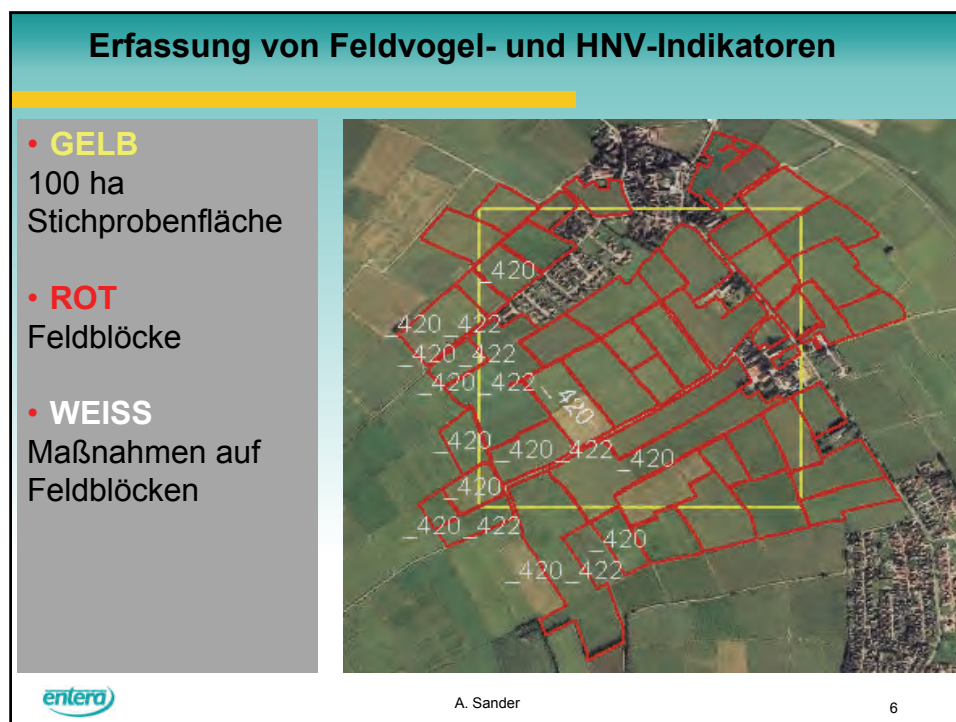 Erfassung von Feldvogel- und HNV-Indikatoren
• GELB
100 ha
Stichprobenfläche
• ROT
Feldblöcke
• WEISS
Maßnahmen auf
Feldblöcken
_420
_420_422
_420_422
_420_422
_420
_420
_420_422
_420
_420
_420_422
_420
_420_422
entera
A. Sander
6